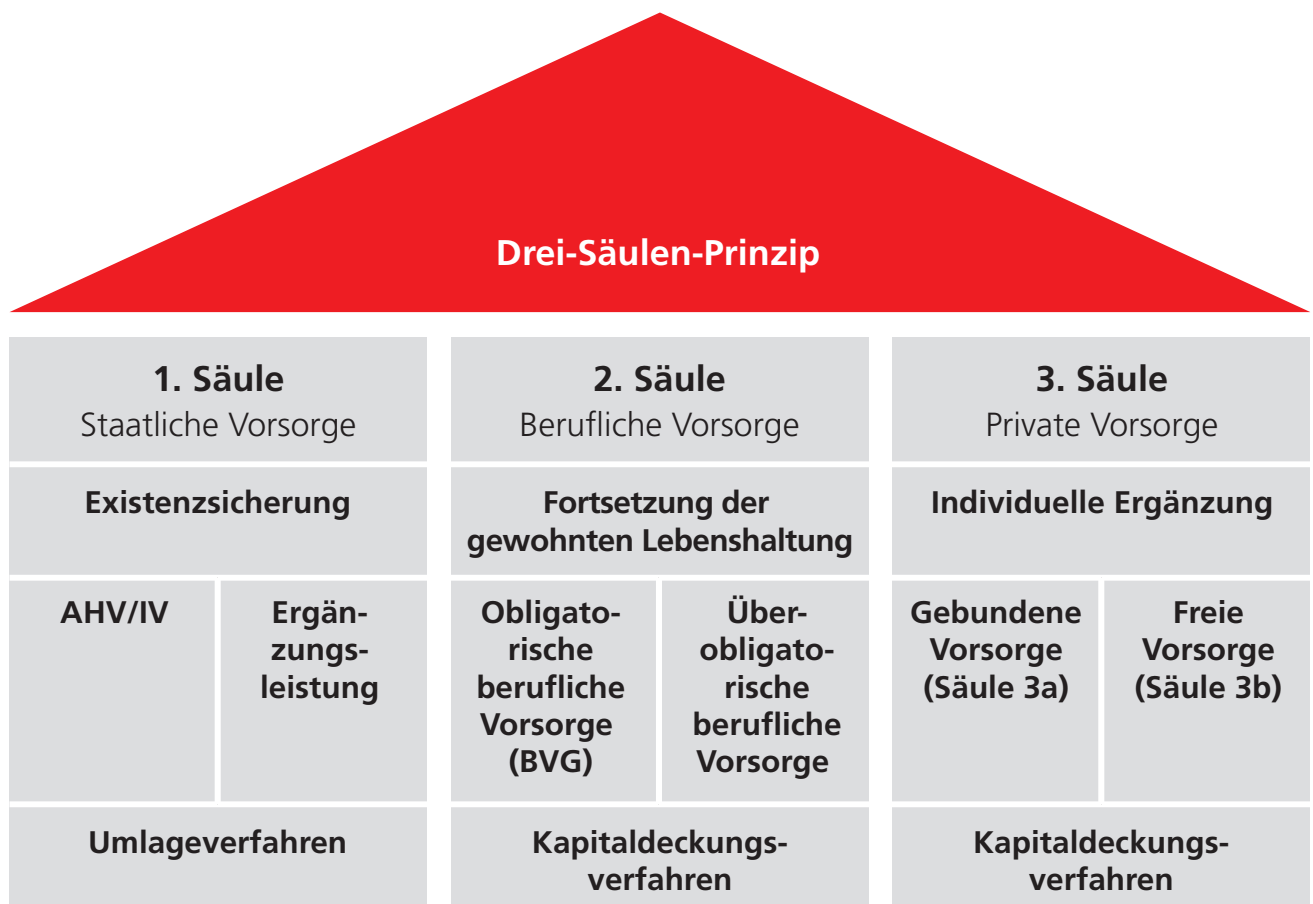 Drei-Säulen-Prinzip
1. Säule
Staatliche Vorsorge
2. Säule
Berufliche Vorsorge
3. Säule
Private Vorsorge
Existenzsicherung
Fortsetzung der
gewohnten Lebenshaltung
Individuelle Ergänzung
AHV/IV
Ergän-
zungs-
leistung
Obligato-
rische
berufliche
Vorsorge
(BVG)
Über-
obligato-
rische
berufliche
Vorsorge
Gebundene
Vorsorge
(Säule 3a)
Freie
Vorsorge
(Säule 3b)
Umlageverfahren
Kapitaldeckungs-
verfahren
Kapitaldeckungs-
verfahren